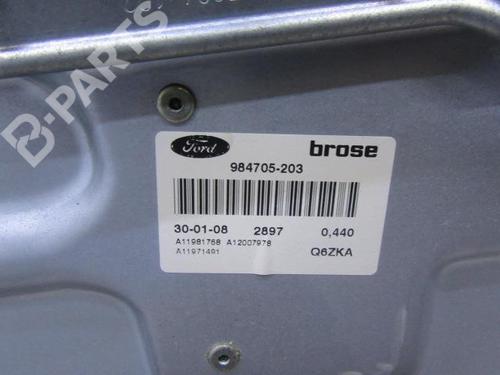 B-PARTS
Ford brose
984705-203
30-01-08 2897 0,440
A11981768 A12007978 Q6ZKA
A11971491